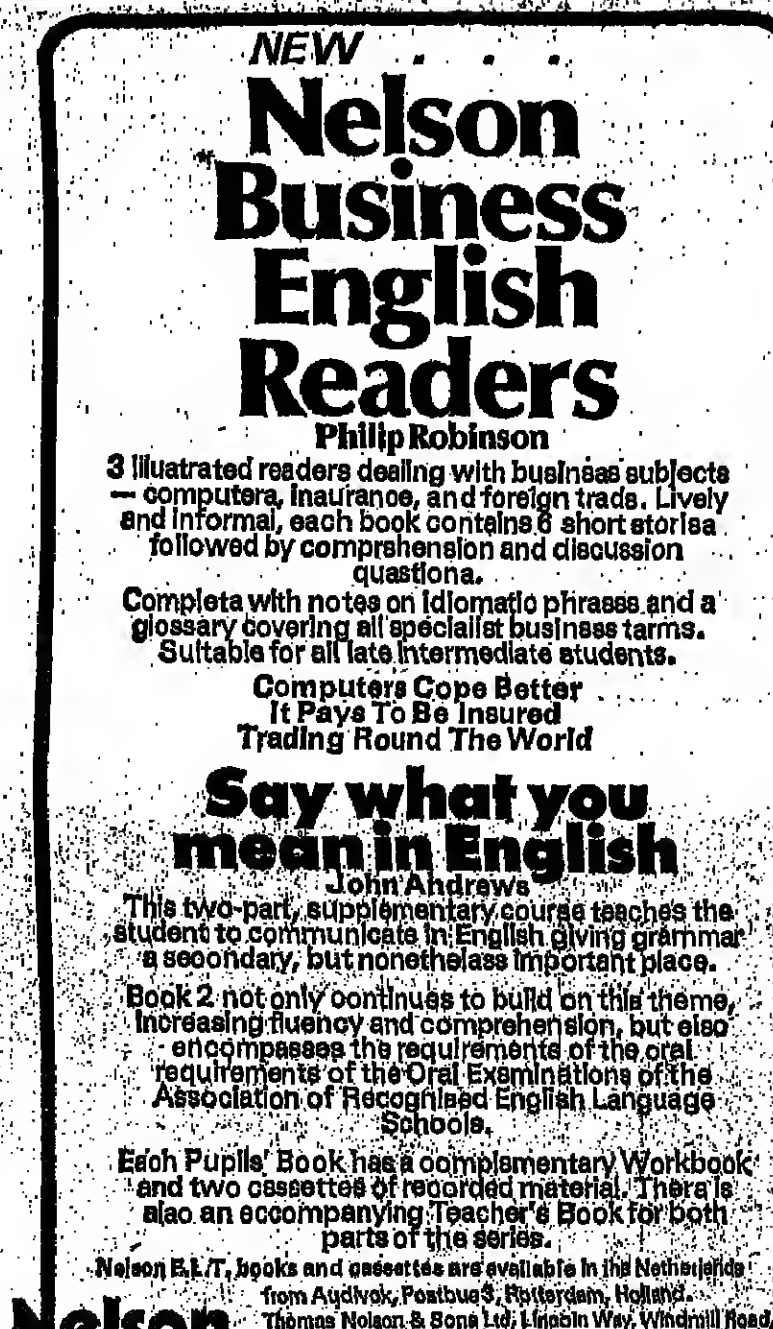 NEW . . . .
Nelson
Business
English
Readers
Philip Robinson
3 illustrated readers dealing with business subjects
— computers, insurance, and foreign trade. Lively
and informal, each book contains 6 short stories
followed by comprehension and discussion
questions.
Complete with notes on idiomatic phrases and a
glossary covering all specialist business terms.
Suitable for all late intermediate students.
Computers Cope Better
It Pays To Be Insured
Trading Round The World
Say what you
mean in English
John Andrews
This two-part, supplementary course teaches the
student to communicate in English giving grammar
a secondary, but nonetheless important place.
Book 2 not only continues to build on this theme,
increasing fluency and comprehension, but also
encompasses the requirements of the oral
requirements of the Oral Examinations of the
Association of Recognised English Language
Schools.
Each Pupils' Book has a complementary Workbook
and two cassettes of recorded material. There is
also an accompanying Teacher's Book for both
parts of the series.
Nelson E.L.T. books and cassettes are available in the Netherlands
from Audivok, Postbus 3, Rotterdam, Holland.
Nelson Thomas Nelson & Sons Ltd, Lincoln Way, Windmill Road,